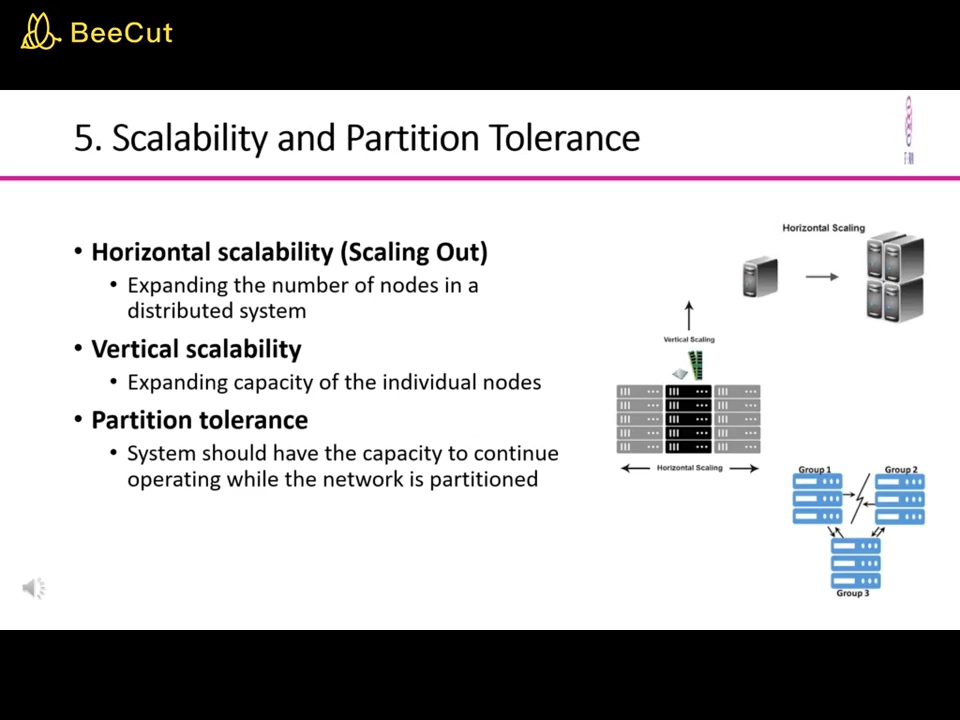 BeeCut
5. Scalability and Partition Tolerance
• Horizontal scalability (Scaling Out)
• Expanding the number of nodes in a
distributed system
• Vertical scalability
• Expanding capacity of the individual nodes
• Partition tolerance
• System should have the capacity to continue
operating while the network is partitioned
Horizontal Scaling
Vertical Scaling
Horizontal Scaling
Group 1
Group 2
Group 3